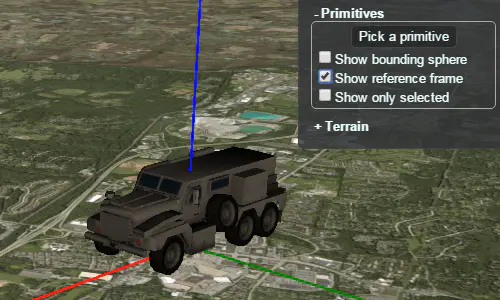 - Primitives
Pick a primitive
Show bounding sphere
Show reference frame
Show only selected
+ Terrain